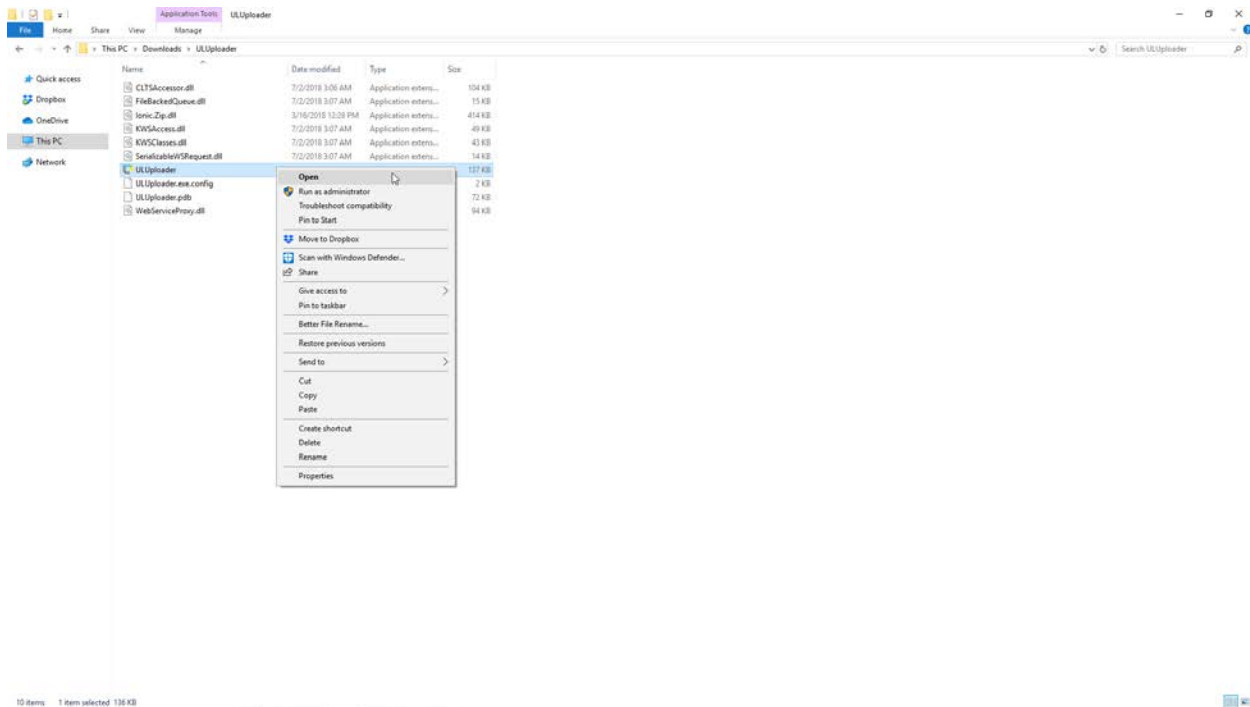 Application Tools ULUploader
File Home Share View Manage
This PC › Downloads › ULUploader
Search ULUploader
Quick access
Dropbox
OneDrive
This PC
Network
Name Date modified Type Size
CLTSAccessor.dll 7/2/2018 3:06 AM Application extens... 104 KB
FileBackedQueue.dll 7/2/2018 3:07 AM Application extens... 15 KB
Ionic.Zip.dll 3/16/2018 12:28 PM Application extens... 414 KB
KWSAccess.dll 7/2/2018 3:07 AM Application extens... 49 KB
KWSClasses.dll 7/2/2018 3:07 AM Application extens... 43 KB
SerializableWSRequest.dll 7/2/2018 3:07 AM Application extens... 14 KB
ULUploader 137 KB
ULUploader.exe.config 2 KB
ULUploader.pdb 72 KB
WebServiceProxy.dll 94 KB
Open
Run as administrator
Troubleshoot compatibility
Pin to Start
Move to Dropbox
Scan with Windows Defender...
Share
Give access to
Pin to taskbar
Better File Rename...
Restore previous versions
Send to
Cut
Copy
Paste
Create shortcut
Delete
Rename
Properties
10 items 1 item selected 136 KB